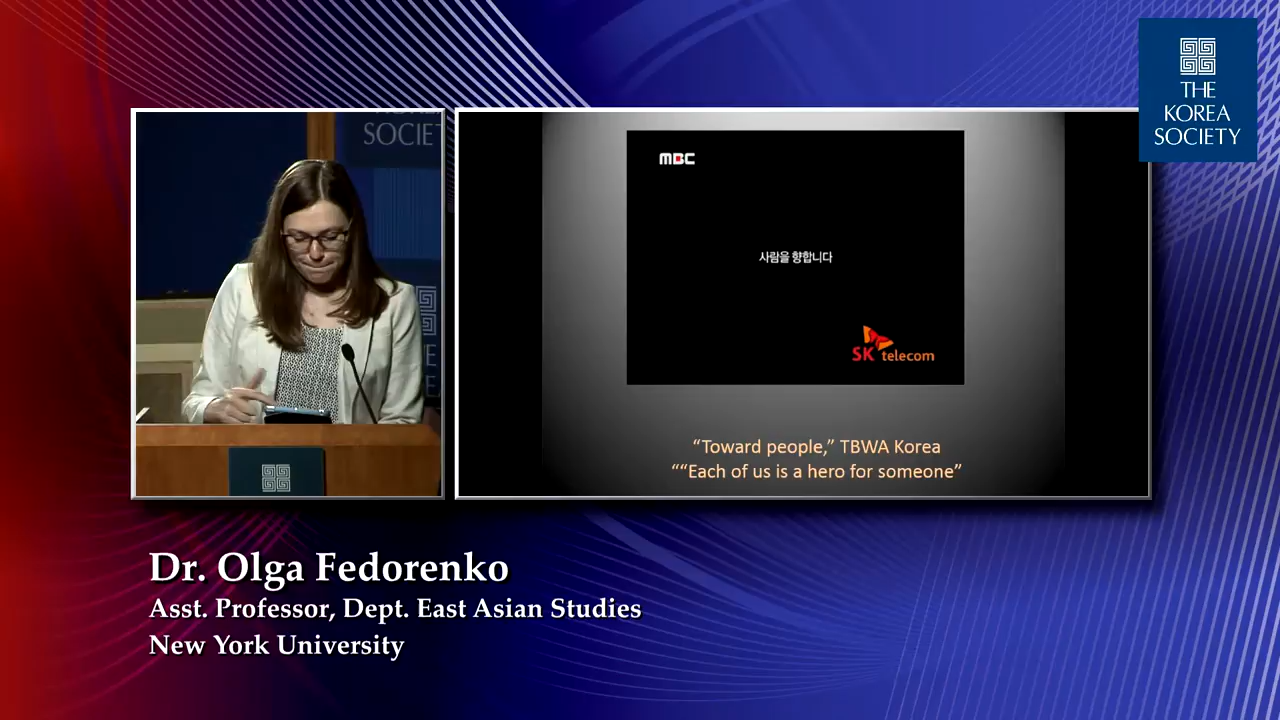 THE
KOREA
SOCIETY
SOCIET
MBC
사람을 향합니다
SK telecom
“Toward people,” TBWA Korea
““Each of us is a hero for someone”
Dr. Olga Fedorenko
Asst. Professor, Dept. East Asian Studies
New York University